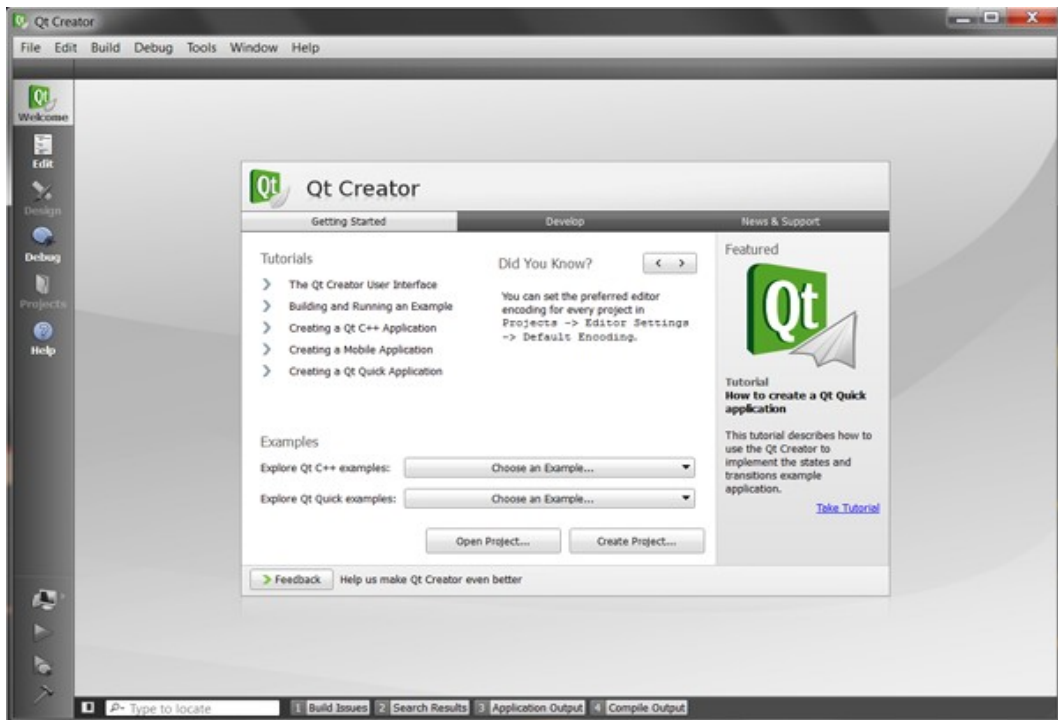 Qt Creator
File Edit Build Debug Tools Window Help
Qt
Welcome
Edit
Design
Debug
Projects
Help
Qt Qt Creator
Getting Started Develop News & Support
Tutorials
The Qt Creator User Interface
Building and Running an Example
Creating a Qt C++ Application
Creating a Mobile Application
Creating a Qt Quick Application
Did You Know?
You can set the preferred editor
encoding for every project in
Projects -> Editor Settings
-> Default Encoding.
Featured
Qt
Tutorial
How to create a Qt Quick
application
This tutorial describes how to
use the Qt Creator to
implement the states and
transitions example
application.
Take Tutorial
Examples
Explore Qt C++ examples: Choose an Example...
Explore Qt Quick examples: Choose an Example...
Open Project... Create Project...
Feedback Help us make Qt Creator even better
Type to locate 1 Build Issues 2 Search Results 3 Application Output 4 Compile Output